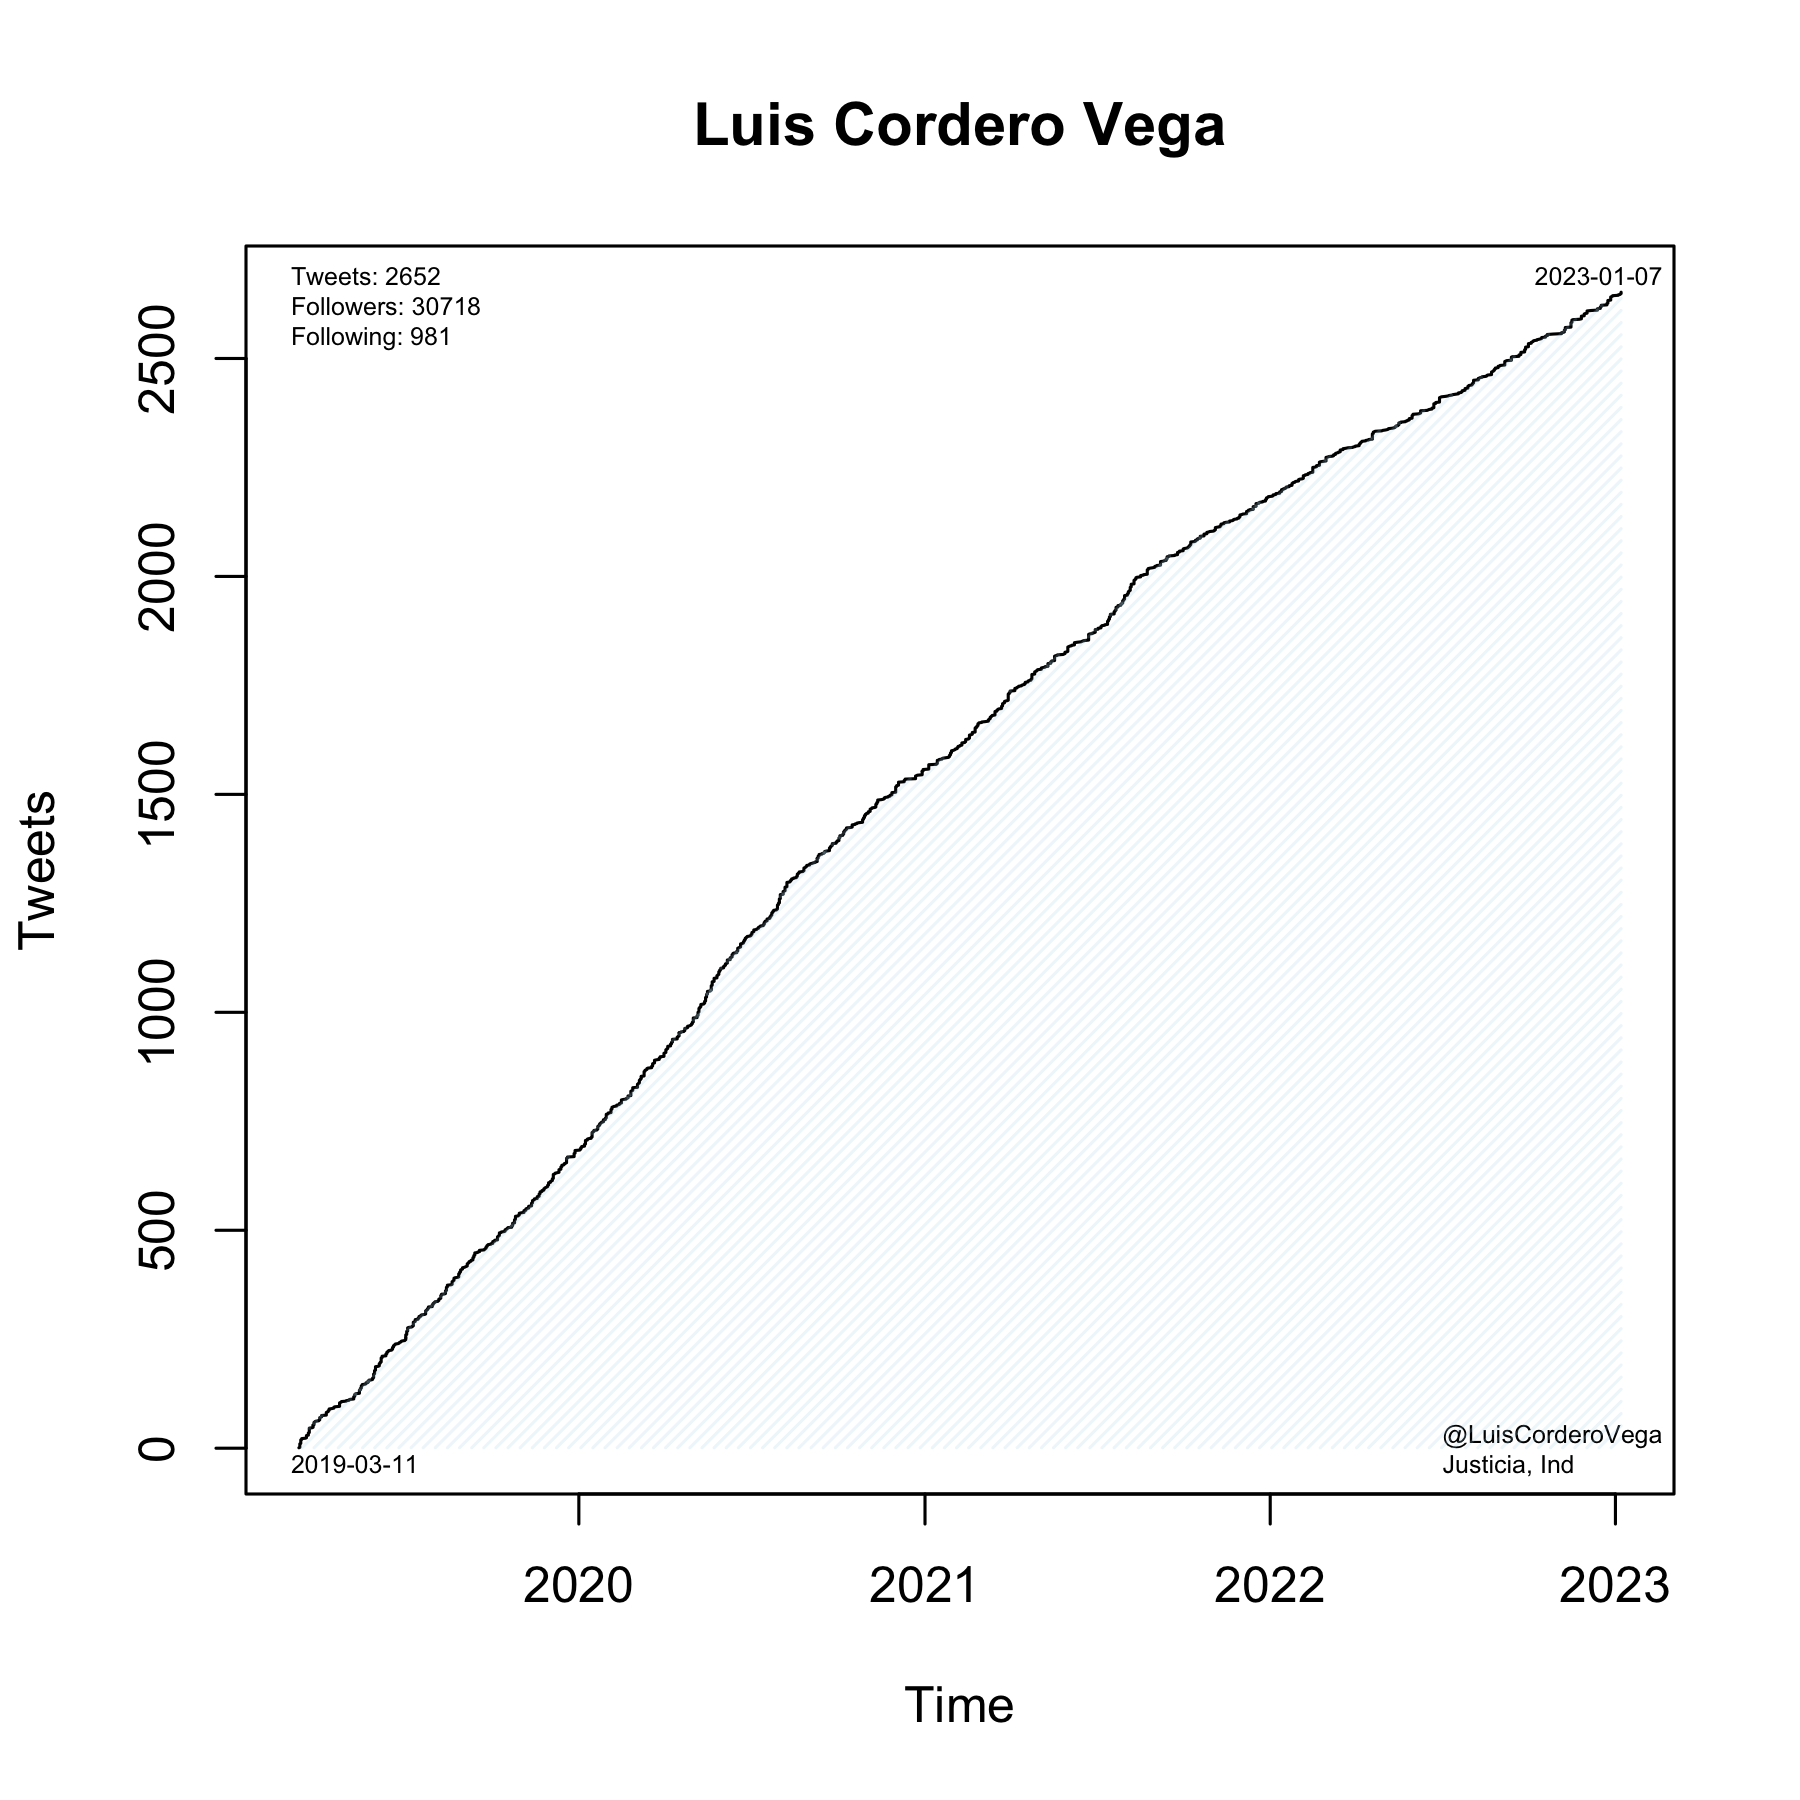 Luis Cordero Vega
Tweets: 2652
Followers: 30718
Following: 981
2023-01-07
2500
2000
1500
1000
500
0
Tweets
2019-03-11
@LuisCorderoVega
Justicia, Ind
2020
2021
2022
2023
Time